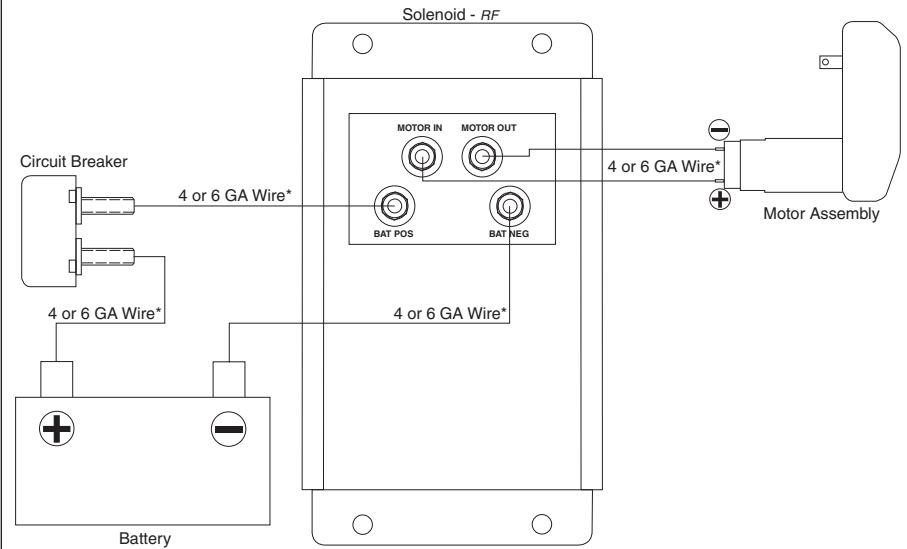 Solenoid - RF
MOTOR IN
MOTOR OUT
Circuit Breaker
4 or 6 GA Wire*
4 or 6 GA Wire*
Motor Assembly
BAT POS
BAT NEG
4 or 6 GA Wire*
4 or 6 GA Wire*
Battery